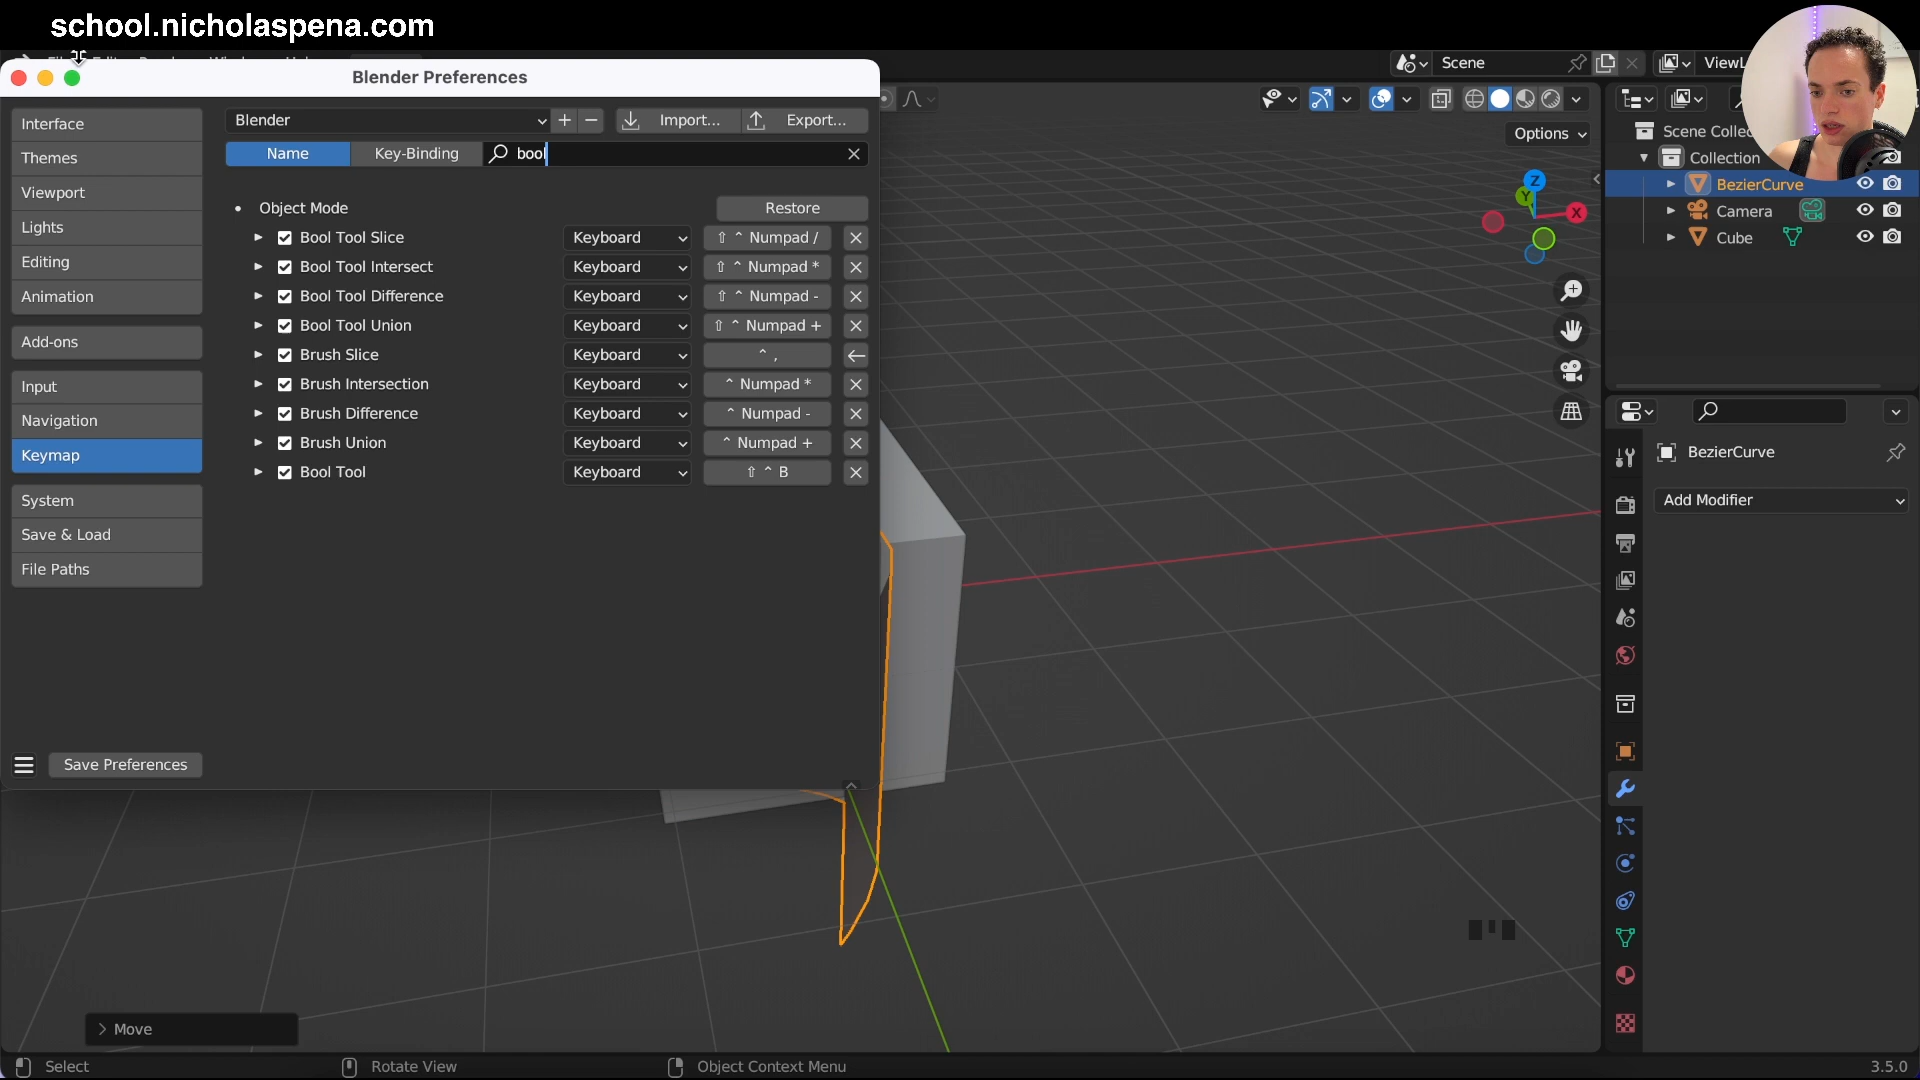 school.nicholaspena.com
Blender Preferences
Scene
ViewL
Interface
Themes
Viewport
Lights
Editing
Animation
Add-ons
Input
Navigation
Keymap
System
Save & Load
File Paths
Save Preferences
Blender
Import...
Export...
Name
Key-Binding
bool
Object Mode
Restore
Bool Tool Slice Keyboard ⇧ ⌃ Numpad /
Bool Tool Intersect Keyboard ⇧ ⌃ Numpad *
Bool Tool Difference Keyboard ⇧ ⌃ Numpad -
Bool Tool Union Keyboard ⇧ ⌃ Numpad +
Brush Slice Keyboard ⌃ ,
Brush Intersection Keyboard ⌃ Numpad *
Brush Difference Keyboard ⌃ Numpad -
Brush Union Keyboard ⌃ Numpad +
Bool Tool Keyboard ⇧ ⌃ B
Options
Z
Y
X
Scene Collec
Collection
BezierCurve
Camera
Cube
BezierCurve
Add Modifier
Move
Select
Rotate View
Object Context Menu
3.5.0